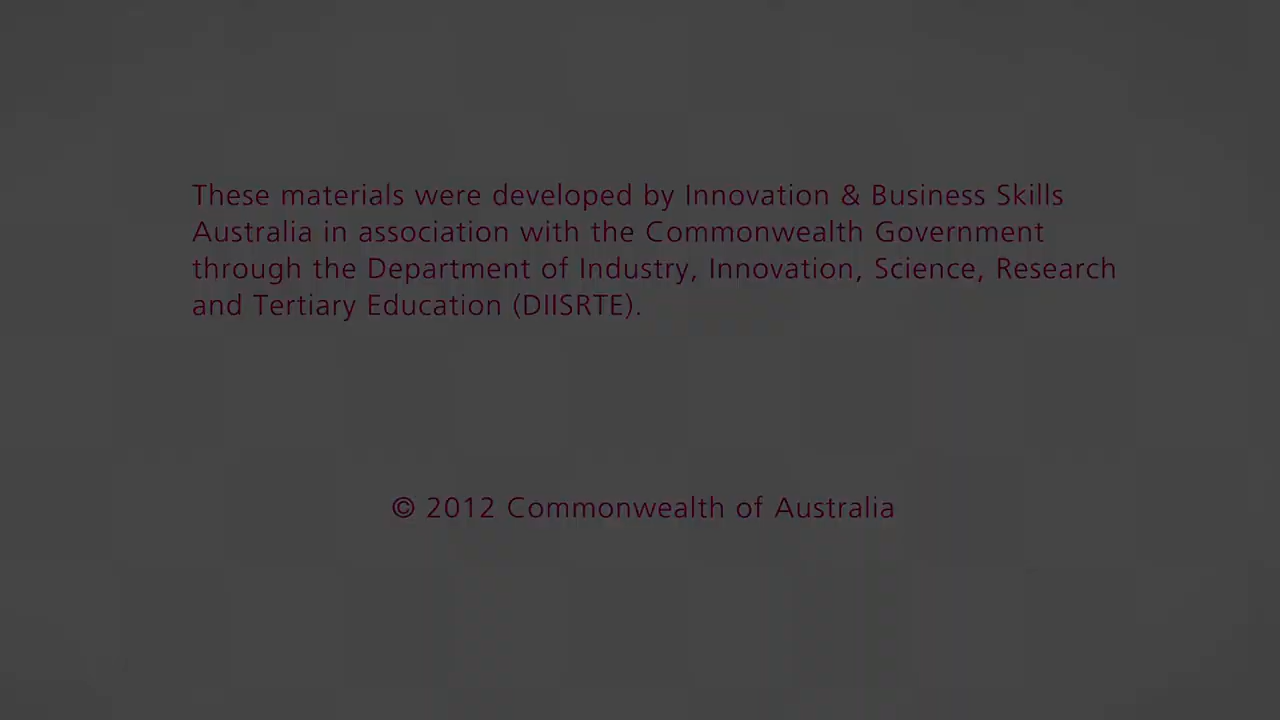 These materials were developed by Innovation & Business Skills
Australia in association with the Commonwealth Government
through the Department of Industry, Innovation, Science, Research
and Tertiary Education (DIISRTE).
© 2012 Commonwealth of Australia